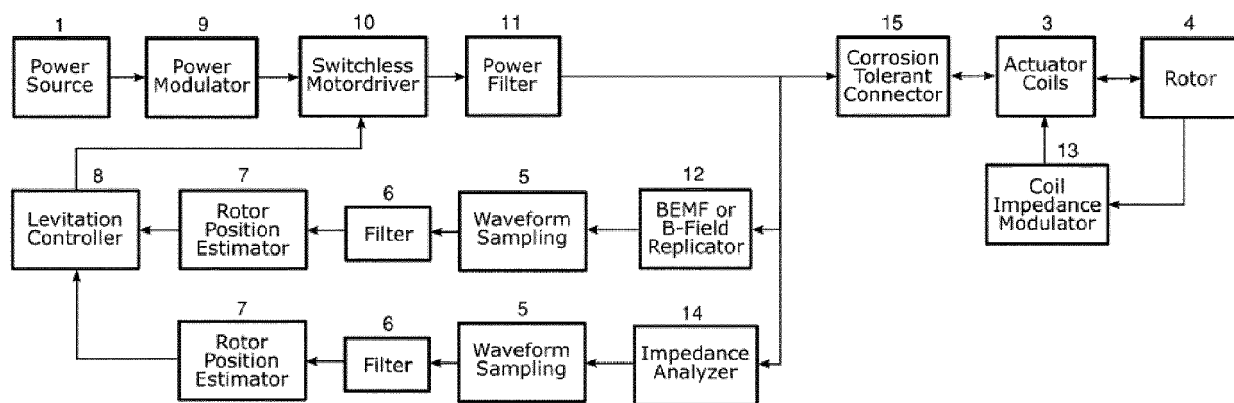 1
Power
Source
9
Power
Modulator
10
Switchless
Motordriver
11
Power
Filter
15
Corrosion
Tolerant
Connector
3
Actuator
Coils
4
Rotor
13
Coil
Impedance
Modulator
8
Levitation
Controller
7
Rotor
Position
Estimator
6
Filter
5
Waveform
Sampling
12
BEMF or
B-Field
Replicator
7
Rotor
Position
Estimator
6
Filter
5
Waveform
Sampling
14
Impedance
Analyzer